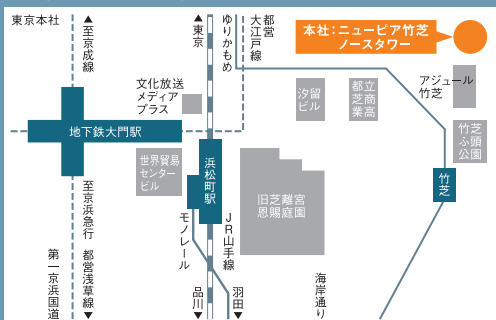 東京本社
▲至京成線
▲東京
ゆりかもめ
都営
大江戸線
本社：ニューピア竹芝
ノースタワー
文化放送
メディア
プラス
汐留
ビル
都立
芝商
業高
アジュール
竹芝
地下鉄大門駅
竹芝
ふ頭
公園
世界貿易
センター
ビル
浜松町駅
旧芝離宮
恩賜庭園
竹芝
至京浜急行
都営浅草線▼
第一京浜国道
モノレール
JR山手線
品川▼
羽田▼
海岸通り